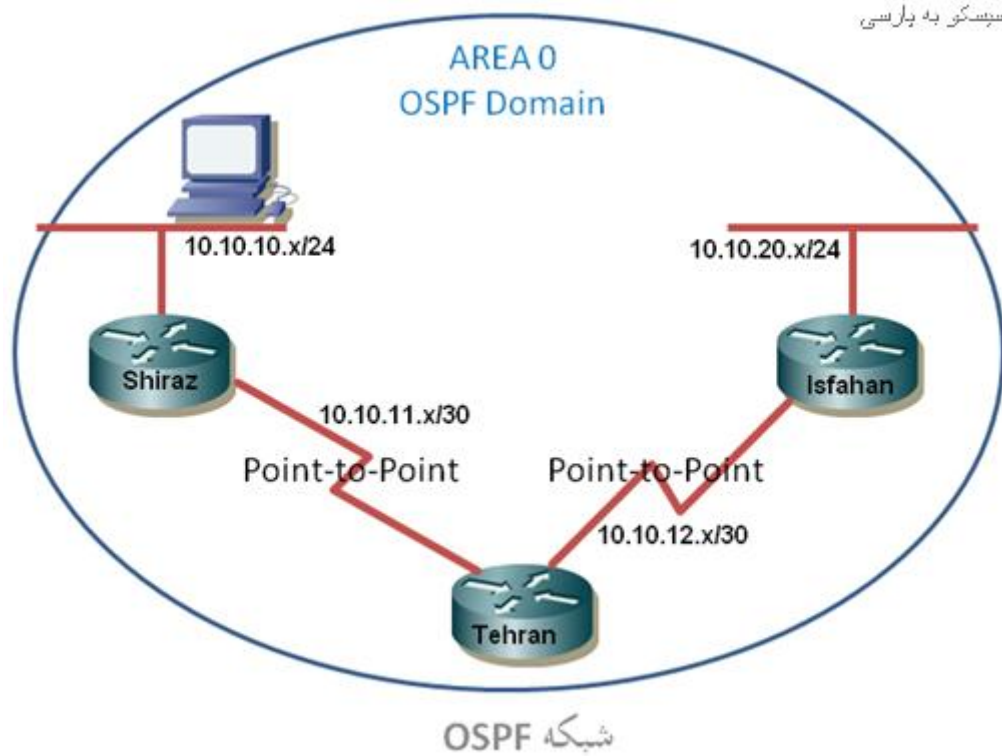 سیسکو به پارسی
AREA 0
OSPF Domain
10.10.10.x/24
10.10.20.x/24
Shiraz
Isfahan
10.10.11.x/30
Point-to-Point
Point-to-Point
10.10.12.x/30
Tehran
شبکه OSPF